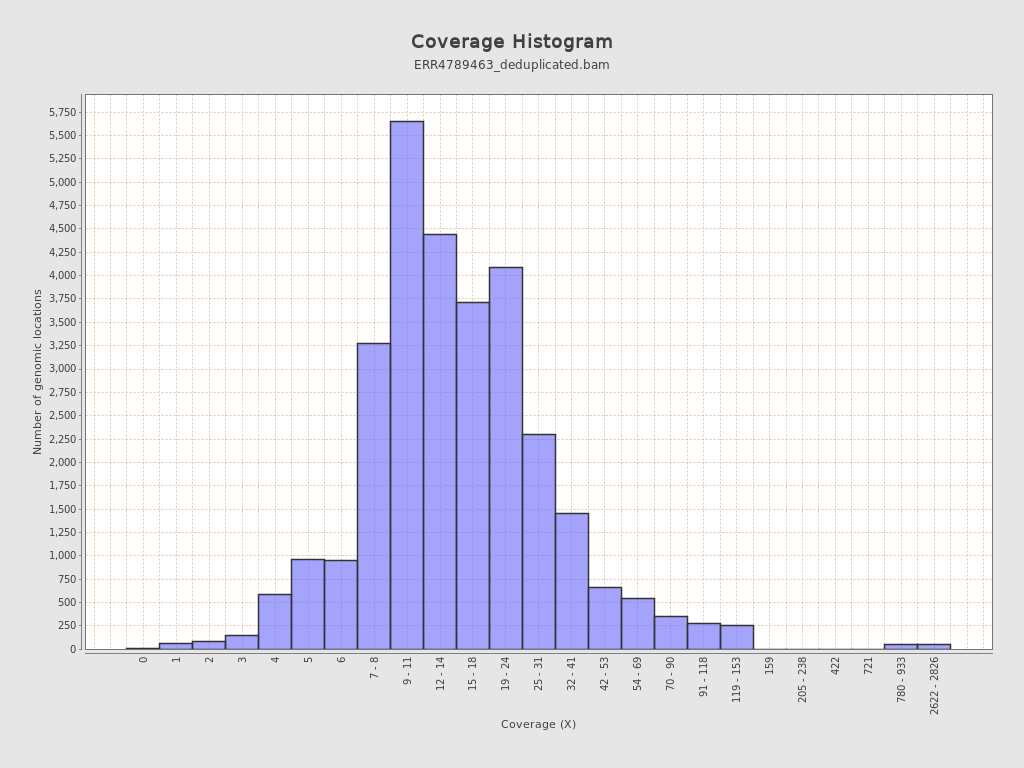 Coverage Histogram
ERR4789463_deduplicated.bam
Number of genomic locations
5,750
5,500
5,250
5,000
4,750
4,500
4,250
4,000
3,750
3,500
3,250
3,000
2,750
2,500
2,250
2,000
1,750
1,500
1,250
1,000
750
500
250
0
0
1
2
3
4
5
6
7 - 8
9 - 11
12 - 14
15 - 18
19 - 24
25 - 31
32 - 41
42 - 53
54 - 69
70 - 90
91 - 118
119 - 153
159
205 - 238
422
721
780 - 933
2622 - 2826
Coverage (X)